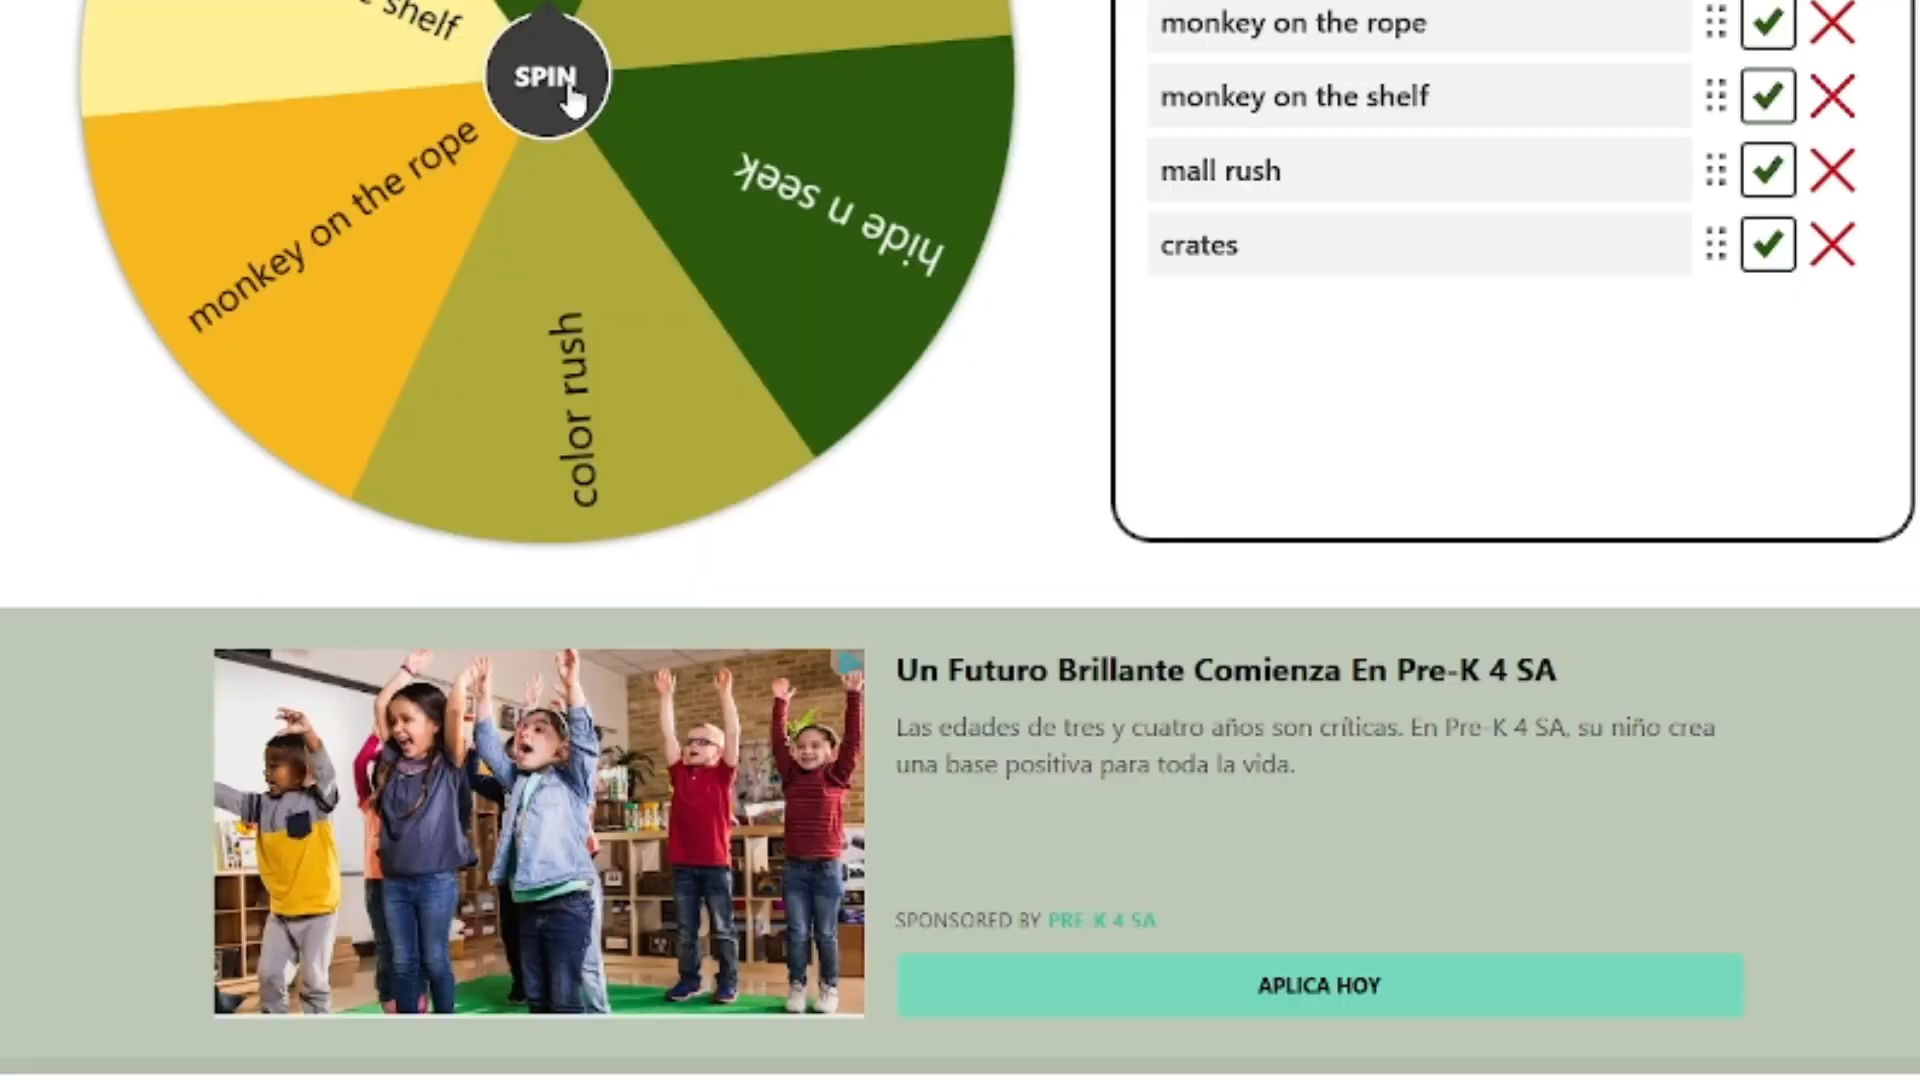 shelf
SPIN
monkey on the rope
hide n seek
color rush
monkey on the rope
monkey on the shelf
mall rush
crates
Un Futuro Brillante Comienza En Pre-K 4 SA
Las edades de tres y cuatro años son críticas. En Pre-K 4 SA, su niño crea
una base positiva para toda la vida.
SPONSORED BY PRE-K 4 SA
APLICA HOY